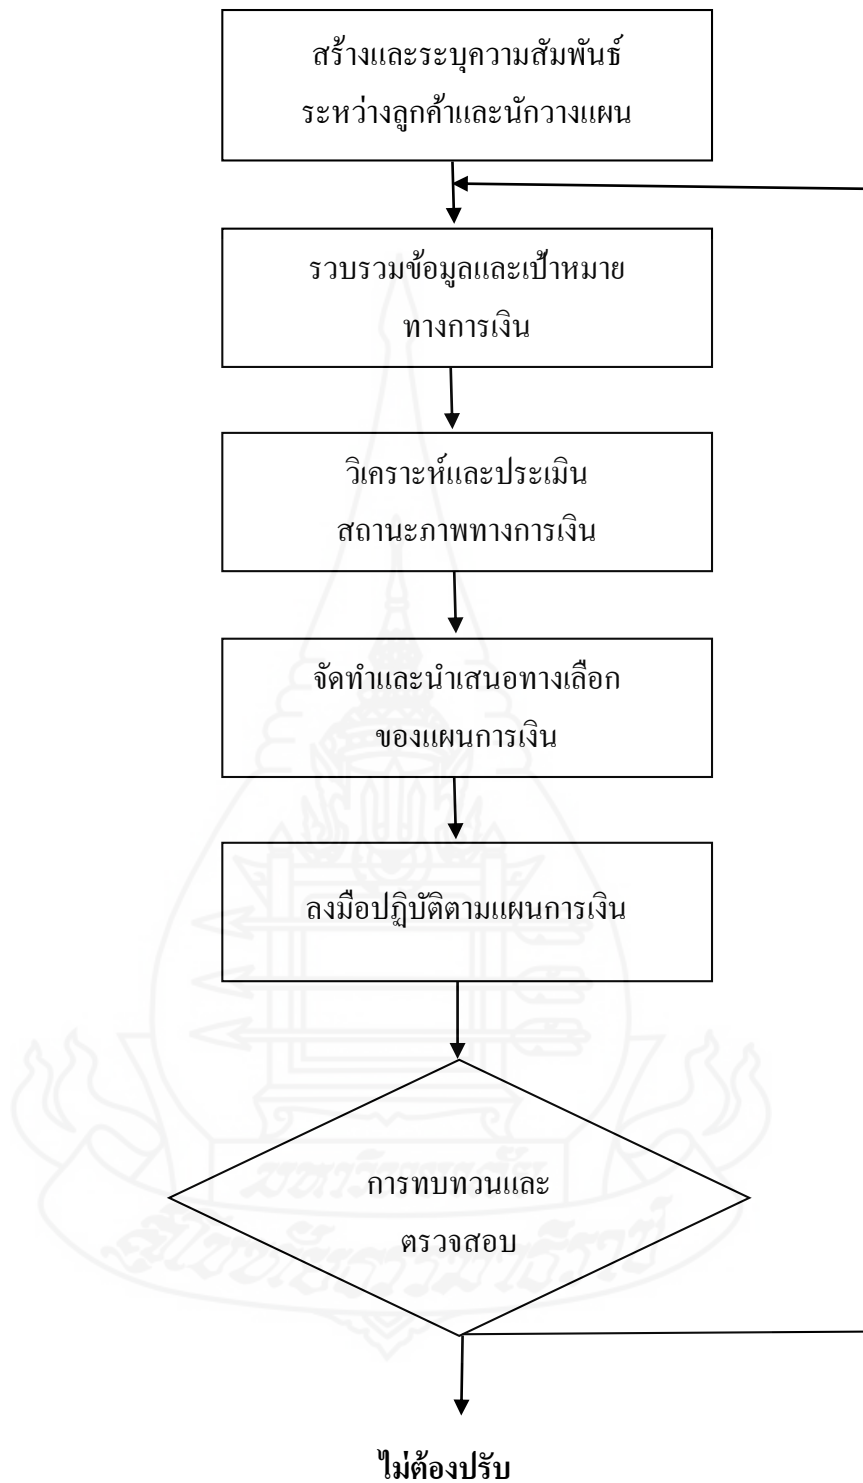 สร้างและระบุความสัมพันธ์
ระหว่างลูกค้าและนักวางแผน
รวบรวมข้อมูลและเป้าหมาย
ทางการเงิน
วิเคราะห์และประเมิน
สถานะภาพทางการเงิน
จัดทำและนำเสนอทางเลือก
ของแผนการเงิน
ลงมือปฏิบัติตามแผนการเงิน
การทบทวนและ
ตรวจสอบ
ไม่ต้องปรับ